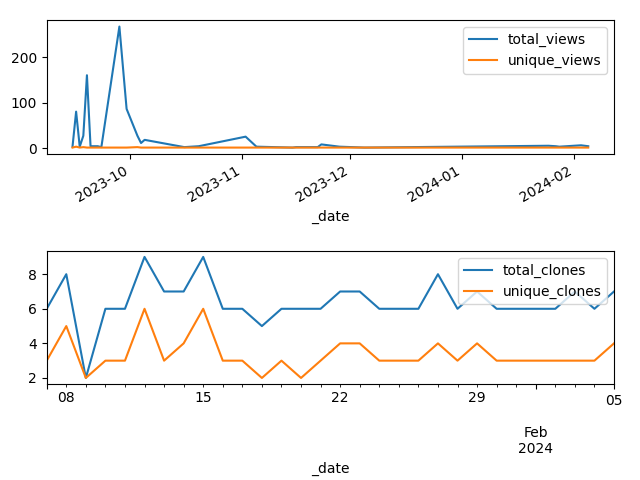 200
100
0
total_views
unique_views
2023-10
2023-11
2023-12
2024-01
2024-02
_date
8
6
4
2
total_clones
unique_clones
08
15
22
29
05
Feb
2024
_date